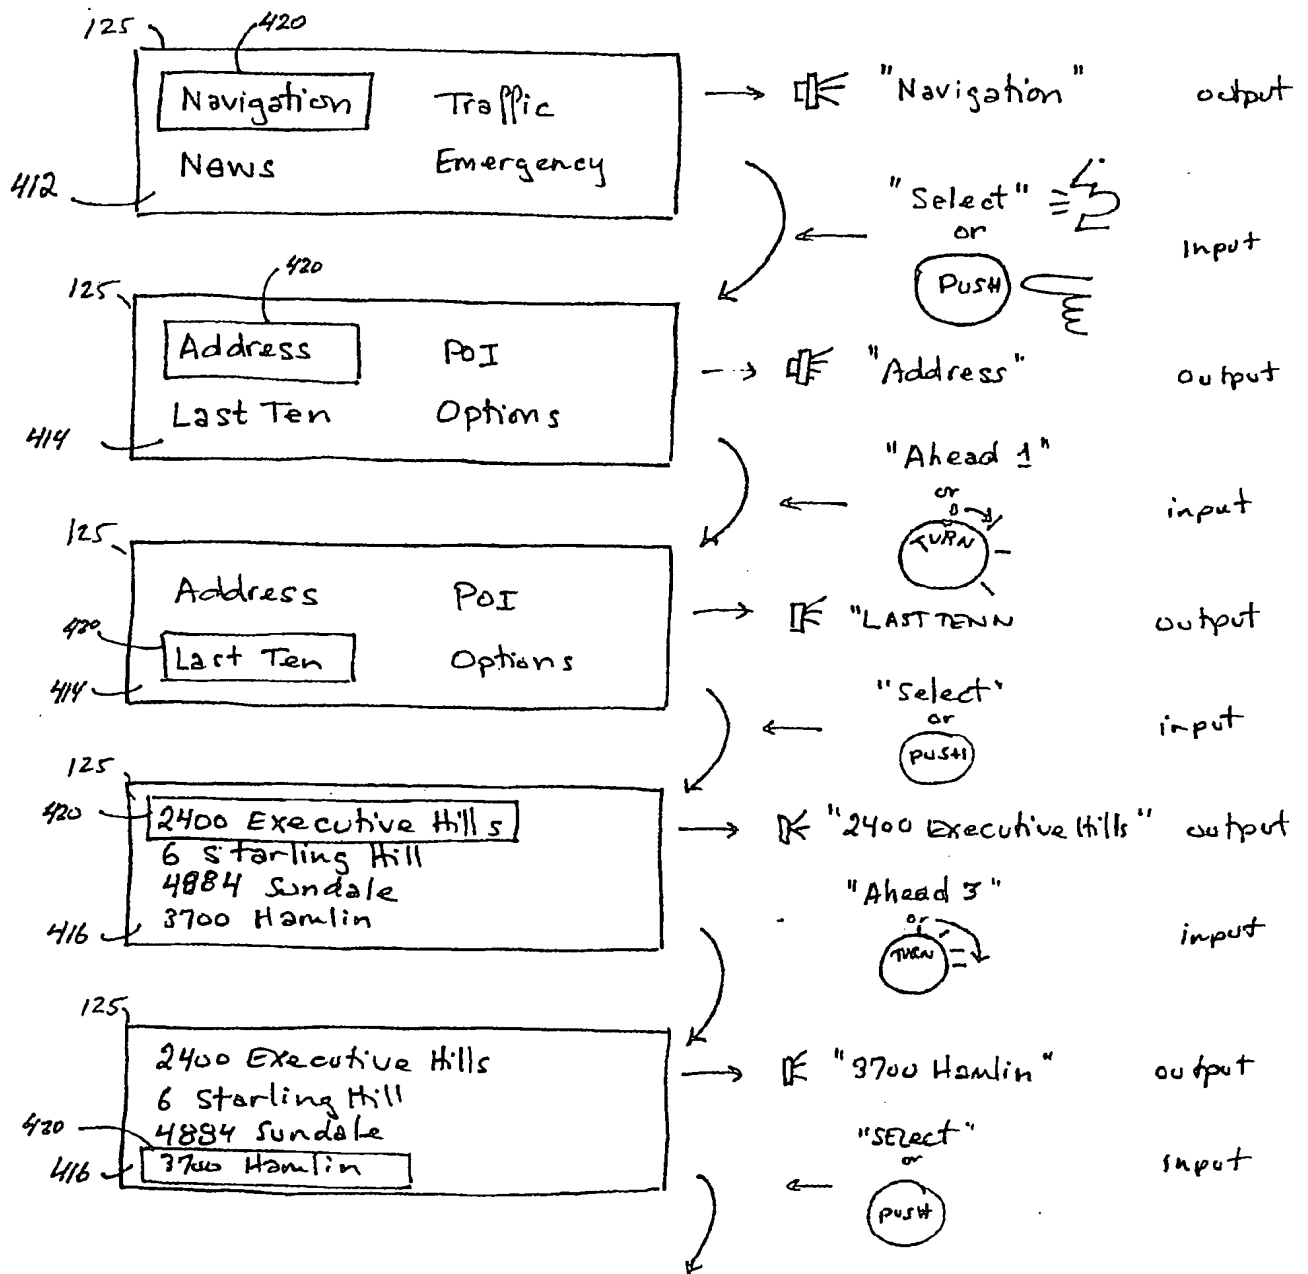 125 420
Navigation Traffic "Navigation" output
News Emergency
412
"Select"
or
PUSH
Input
125 420
Address POI "Address" output
Last Ten Options
414
"Ahead 1"
or
TURN
input
125
Address POI "LAST TENN output
420
Last Ten Options
414
"Select"
or
PUSH
input
125
420 2400 Executive Hills "2400 Executive Hills" output
6 Starling Hill
4884 Sundale
416 3700 Hamlin
"Ahead 3"
or
TURN
input
125
2400 Executive Hills "3700 Hamlin" output
6 Starling Hill
4884 Sundale
420
416 3700 Hamlin
"SElect"
or
PUSH
Input